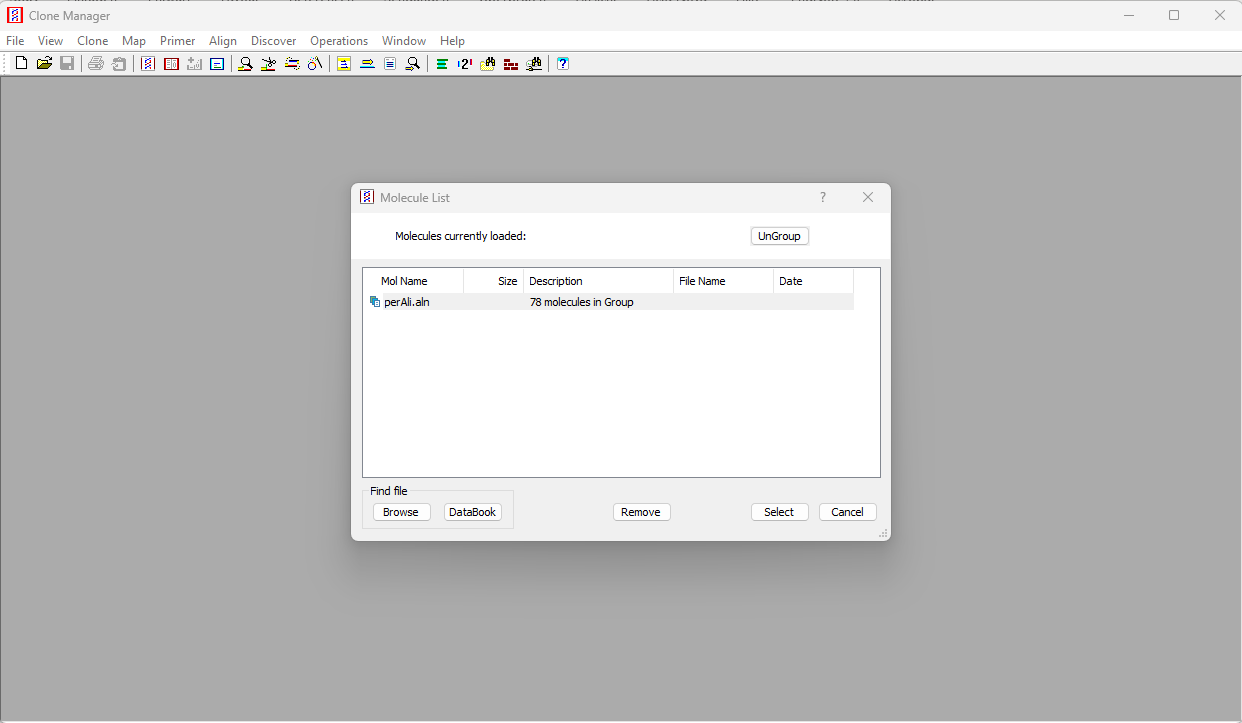 Clone Manager
File View Clone Map Primer Align Discover Operations Window Help
Molecule List
Molecules currently loaded: UnGroup
Mol Name Size Description File Name Date
perAli.aln 78 molecules in Group
Find file
Browse DataBook Remove Select Cancel